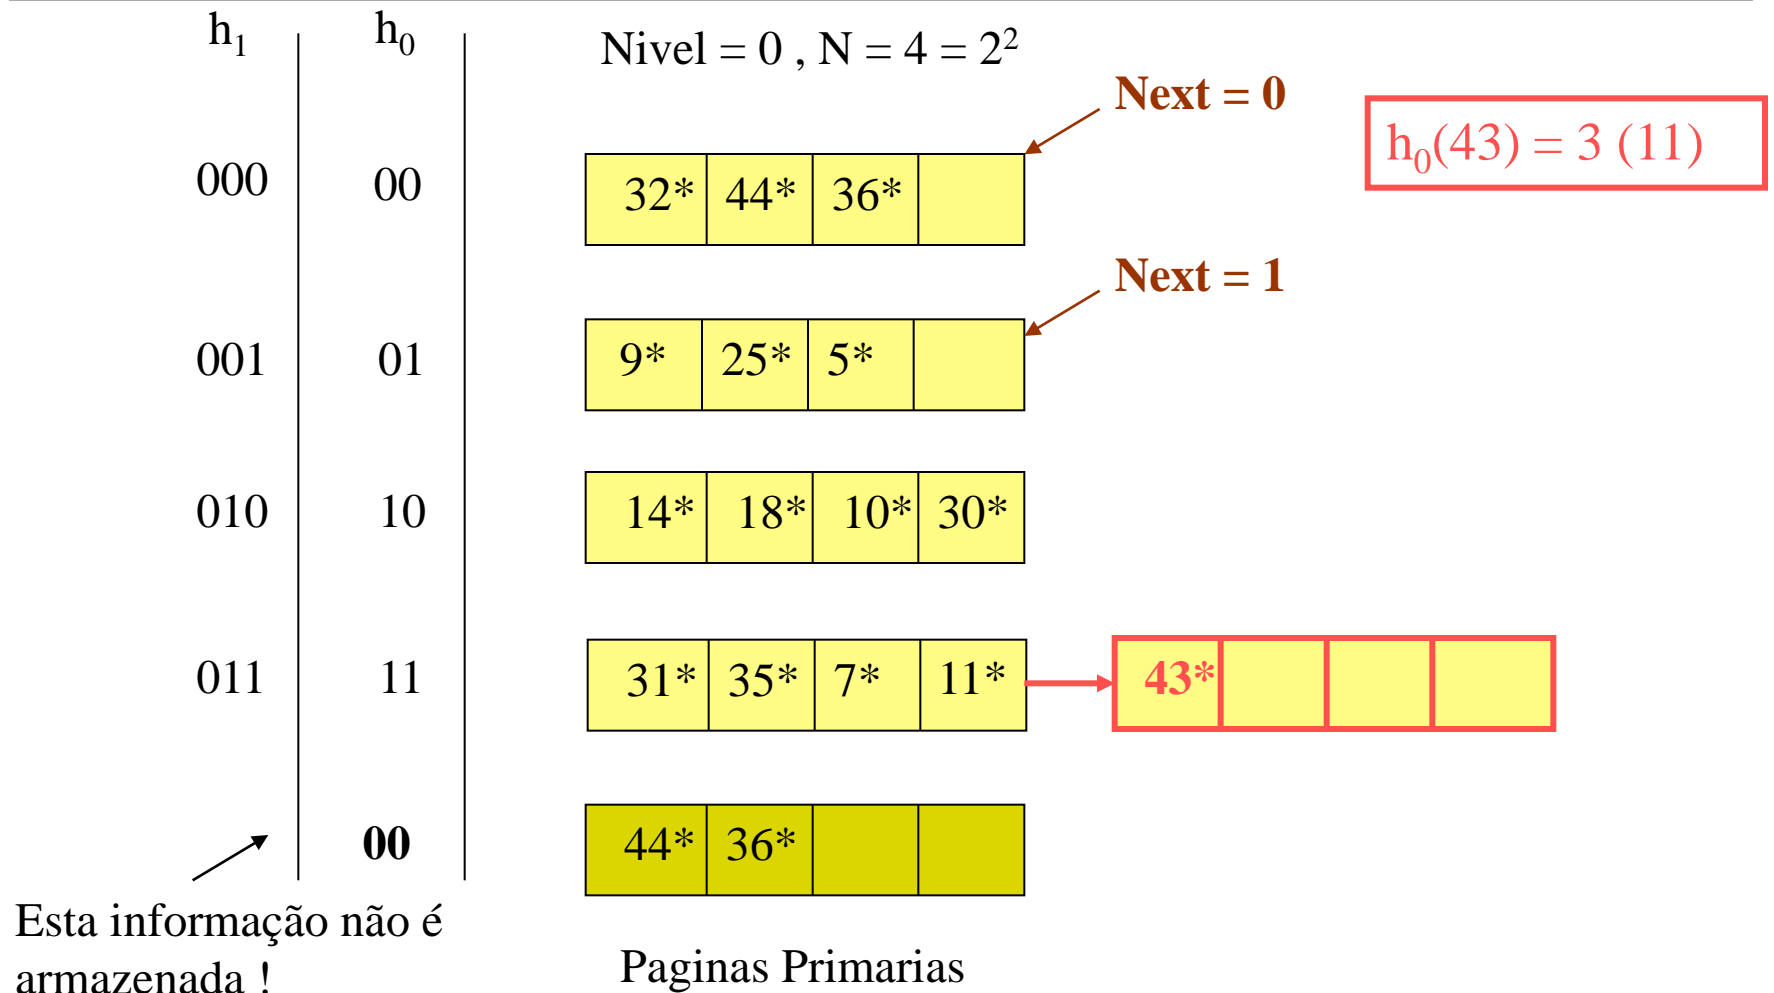 h₁ h₀ Nivel = 0 , N = 4 = 2²
Next = 0
h₀(43) = 3 (11)
000 00 32* 44* 36*
Next = 1
001 01 9* 25* 5*
010 10 14* 18* 10* 30*
011 11 31* 35* 7* 11* 43*
00 44* 36*
Esta informação não é
armazenada !
Paginas Primarias